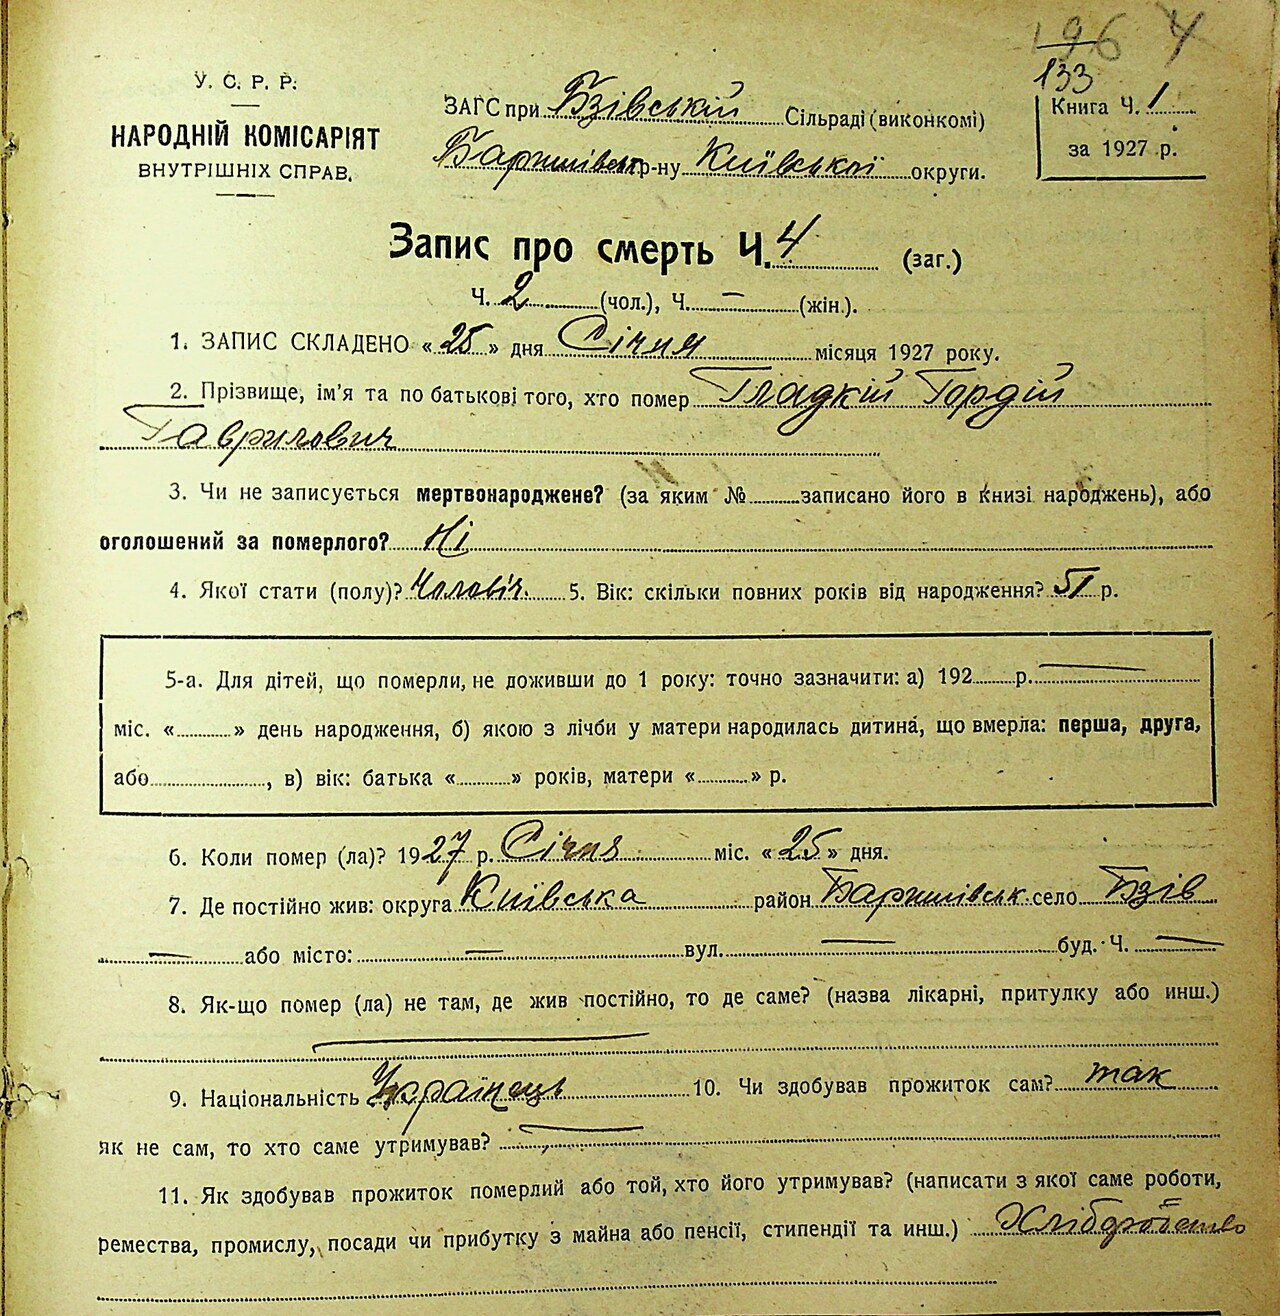 196 4
133
У. С. Р. Р.
НАРОДНІЙ КОМІСАРІЯТ
ВНУТРІШНІХ СПРАВ.
ЗАГС при Бзівській Сільраді (виконкомі)
Баришівськ р-ну Київської округи.
Книга Ч. 1
за 1927 р.
Запис про смерть Ч. 4 (заг.)
Ч. 2 (чол.), Ч. — (жін.).
1. ЗАПИС СКЛАДЕНО « 25 » дня Січня місяця 1927 року.
2. Прізвище, ім'я та по батькові того, хто помер Гладкій Гордій
Гаврилович
3. Чи не записується мертвонароджене? (за яким № записано його в книзі народжень), або
оголошений за померлого? Ні
4. Якої стати (полу)? Чоловіч. 5. Вік: скільки повних років від народження? 51 р.
5-а. Для дітей, що померли, не доживши до 1 року: точно зазначити: а) 192 р. —
міс. « » день народження, б) якою з лічби у матери народилась дитина, що вмерла: перша, друга,
або , в) вік: батька « » років, матери « » р.
6. Коли помер (ла)? 1927 р. Січня міс. « 25 » дня.
7. Де постійно жив: округа Київська район Баришівськ. село Бзів
— або місто: — вул. — буд. Ч. —
8. Як-що помер (ла) не там, де жив постійно, то де саме? (назва лікарні, притулку або инш.)
—
9. Національність Українець 10. Чи здобував прожиток сам? так
як не сам, то хто саме утримував? —
11. Як здобував прожиток померлий або той, хто його утримував? (написати з якої саме роботи,
ремества, промислу, посади чи прибутку з майна або пенсії, стипендії та инш.)